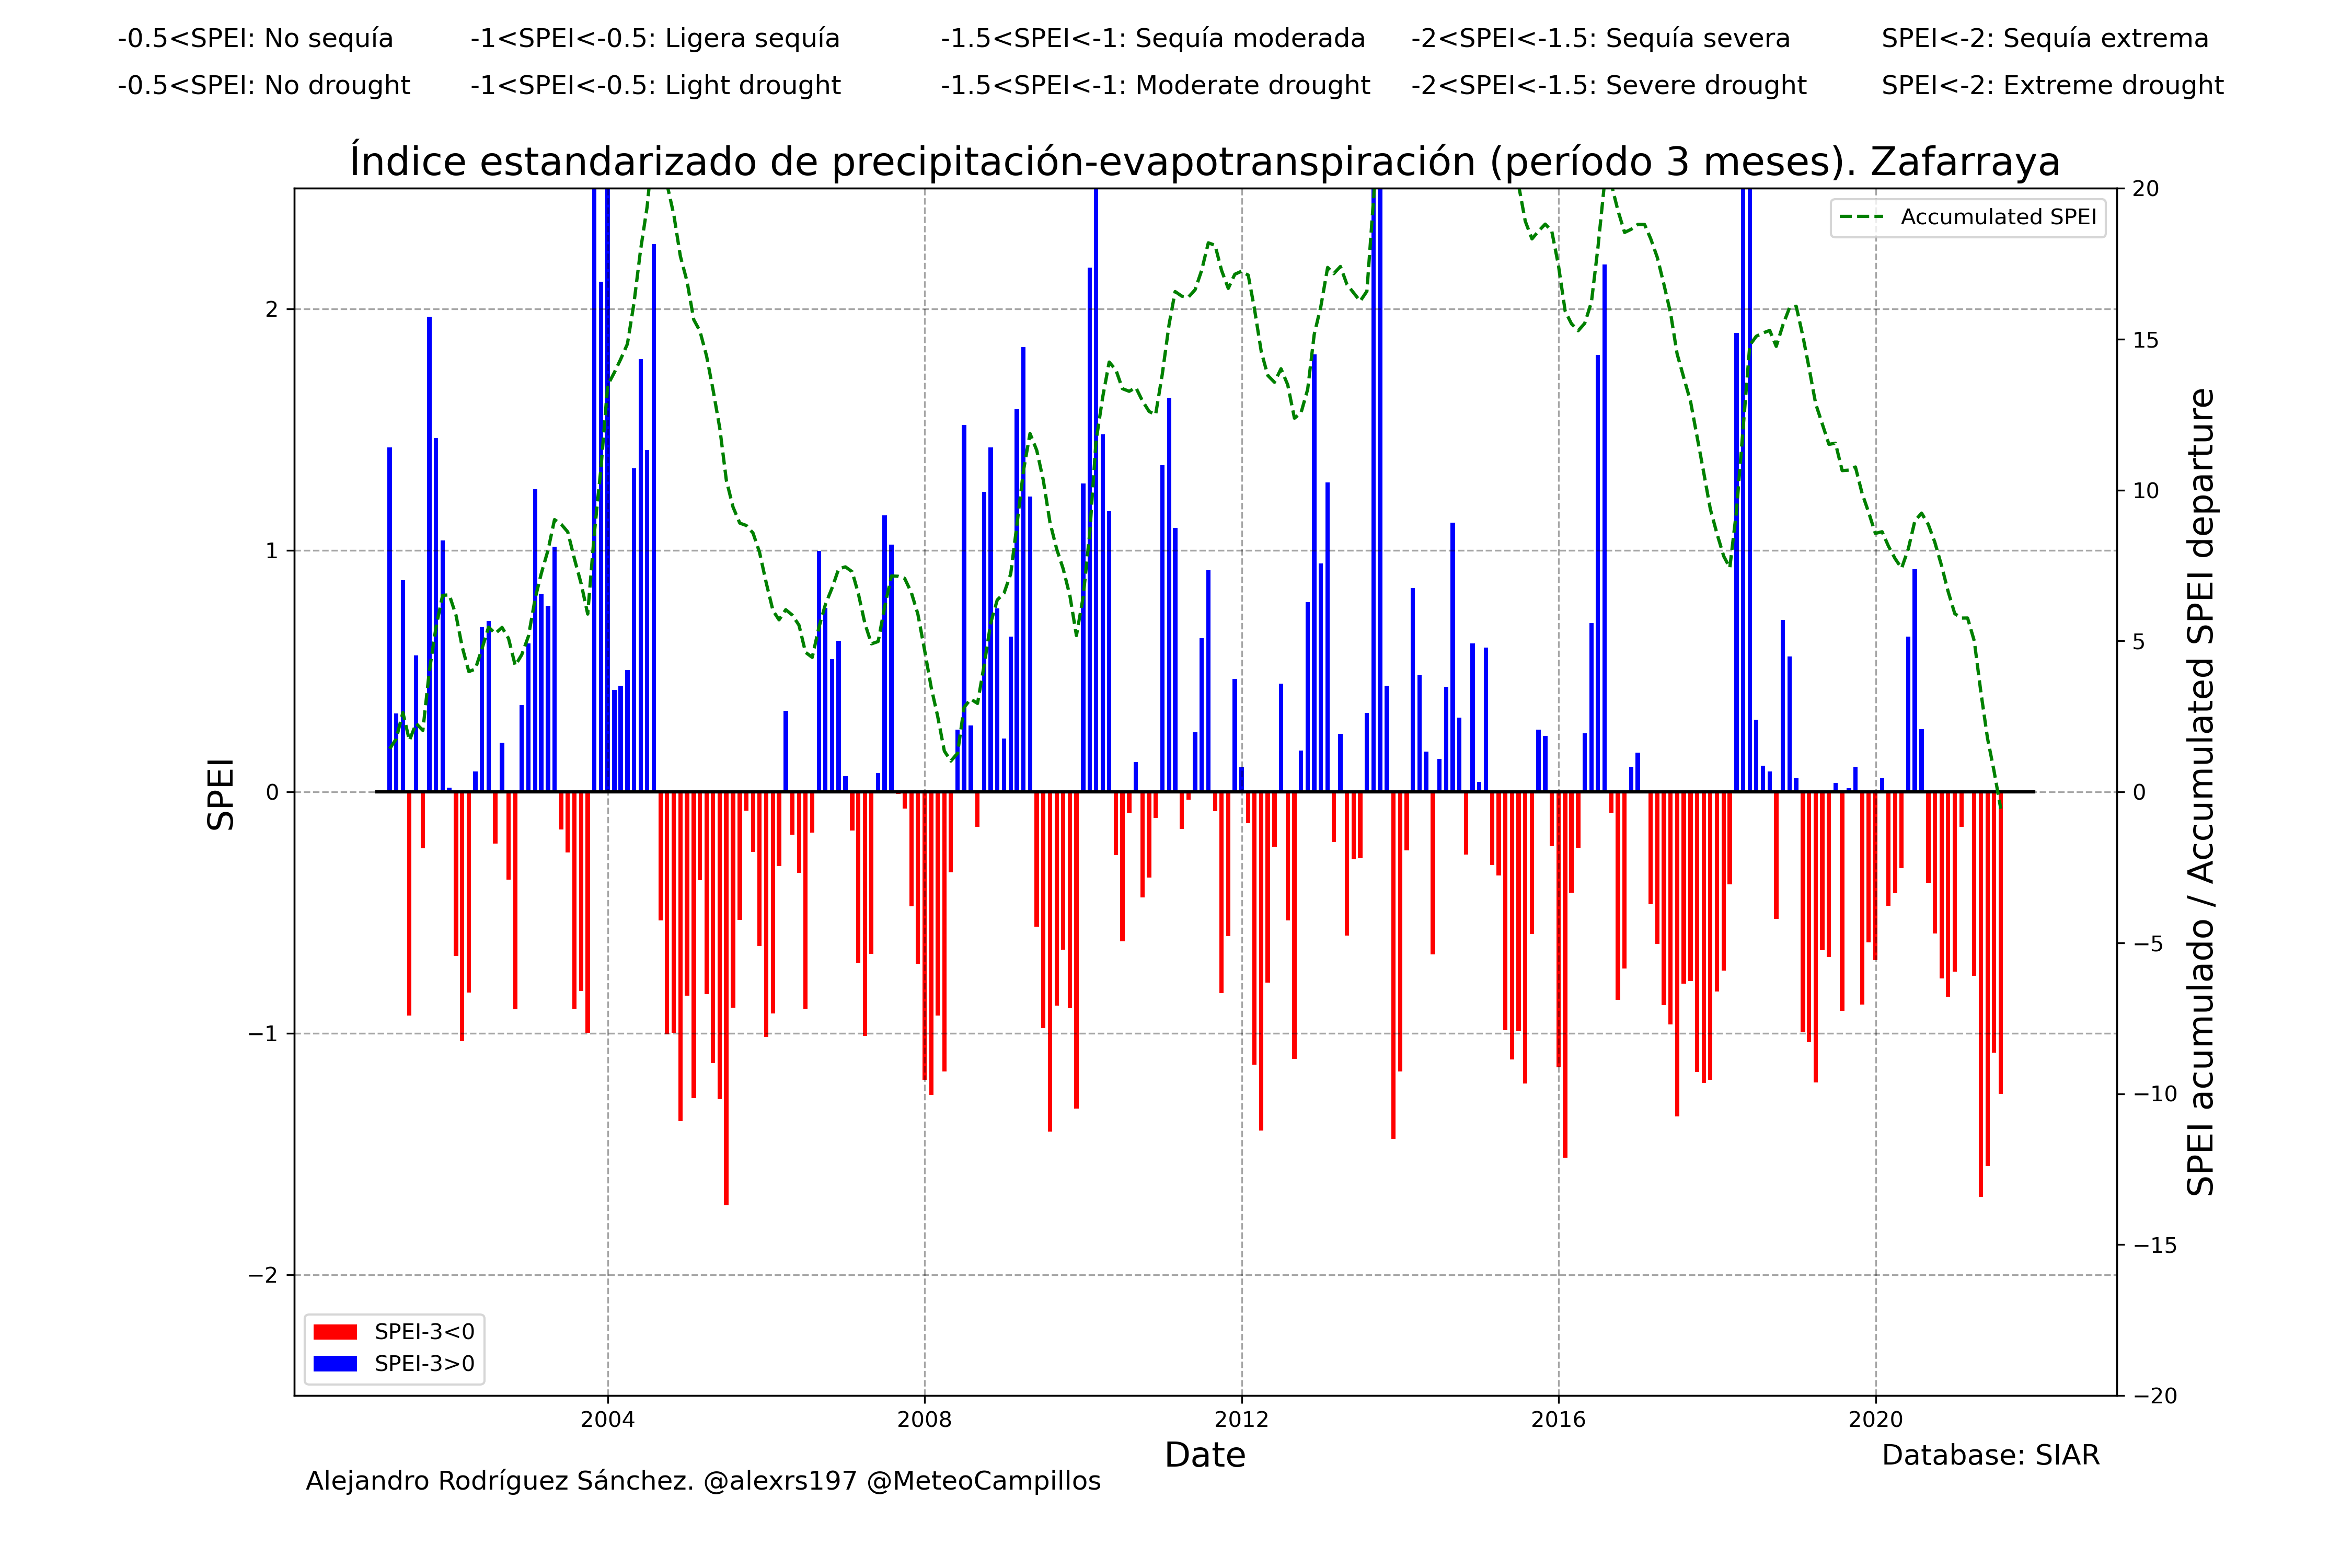 -0.5<SPEI: No sequía -1<SPEI<-0.5: Ligera sequía -1.5<SPEI<-1: Sequía moderada -2<SPEI<-1.5: Sequía severa SPEI<-2: Sequía extrema
-0.5<SPEI: No drought -1<SPEI<-0.5: Light drought -1.5<SPEI<-1: Moderate drought -2<SPEI<-1.5: Severe drought SPEI<-2: Extreme drought
Índice estandarizado de precipitación-evapotranspiración (período 3 meses). Zafarraya
Accumulated SPEI
SPEI
2
1
0
−1
−2
20
15
10
5
0
−5
−10
−15
−20
SPEI acumulado / Accumulated SPEI departure
SPEI-3<0
SPEI-3>0
2004 2008 2012 2016 2020
Date
Database: SIAR
Alejandro Rodríguez Sánchez. @alexrs197 @MeteoCampillos